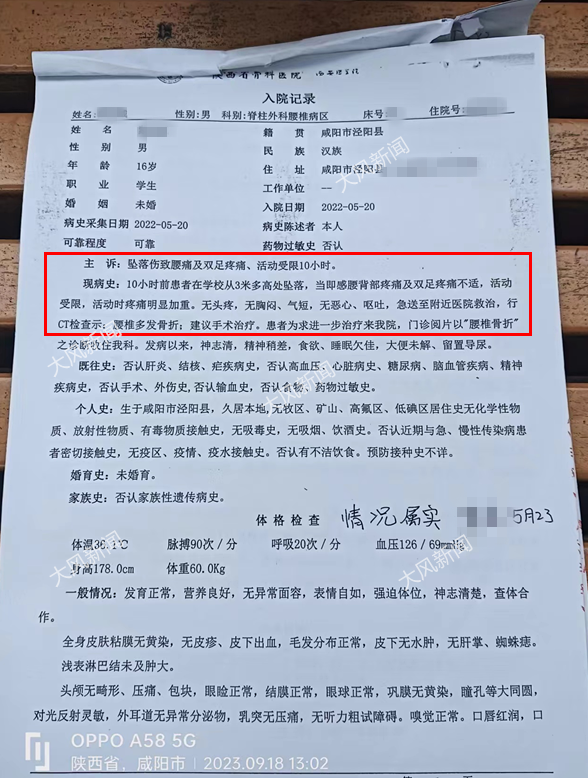 陕西省骨科医院
入院记录
姓名: 性别:男 科别:脊柱外科腰椎病区 床号: 住院号:
姓 名 籍 贯 咸阳市泾阳县
性 别 男 民 族 汉族
年 龄 16岁 住 址 咸阳市泾阳县
职 业 学生 工作单位 —
婚 姻 未婚 入院日期 2022-05-20
病史采集日期 2022-05-20 病史陈述者 本人
可靠程度 可靠 药物过敏史 否认
主 诉: 坠落伤致腰痛及双足疼痛、活动受限10小时。
现病史: 10小时前患者在学校从3米多高处坠落,当即感腰背部疼痛及双足疼痛不适,活动
受限,活动时疼痛明显加重。无头疼,无胸闷、气短,无恶心、呕吐,急送至附近医院救治,行
CT检查示: 腰椎多发骨折; 建议手术治疗。患者为求进一步治疗来我院,门诊阅片以"腰椎骨折"
之诊断收住我科。发病以来,神志清,精神稍差,食欲、睡眠欠佳,大便未解、留置导尿。
既往史: 否认肝炎、结核、疟疾病史,否认高血压、心脏病史、糖尿病、脑血管疾病、精神
疾病史,否认手术、外伤史,否认输血史,否认食物、药物过敏史。
个人史: 生于咸阳市泾阳县,久居本地,无牧区、矿山、高氟区、低碘区居住史无化学性物
质、放射性物质、有毒物质接触史,无吸毒史,无吸烟、饮酒史。否认近期与急、慢性传染病患
者密切接触史,无疫区、疫情、疫水接触史。否认有不洁饮食。预防接种史不详。
婚育史: 未婚育。
家族史: 否认家族性遗传病史。
体格检查 情况属实 5月23
体温36.2℃ 脉搏90次/分 呼吸20次/分 血压126/69mmHg
身高178.0cm 体重60.0Kg
一般情况: 发育正常,营养良好,无异常面容,表情自如,强迫体位,神志清楚,查体合
作。
全身皮肤粘膜无黄染,无皮疹、皮下出血,毛发分布正常,皮下无水肿,无肝掌、蜘蛛痣。
浅表淋巴结未及肿大。
头颅无畸形、压痛、包块,眼睑正常,结膜正常,眼球正常,巩膜无黄染,瞳孔等大同圆,
对光反射灵敏,外耳道无异常分泌物,乳突无压痛,无听力粗试障碍。嗅觉正常。口唇红润,口
大风新闻
大风新闻
大风新闻
大风新闻
大风新闻
OPPO A58 5G
陕西省,咸阳市 2023.09.18 13:02